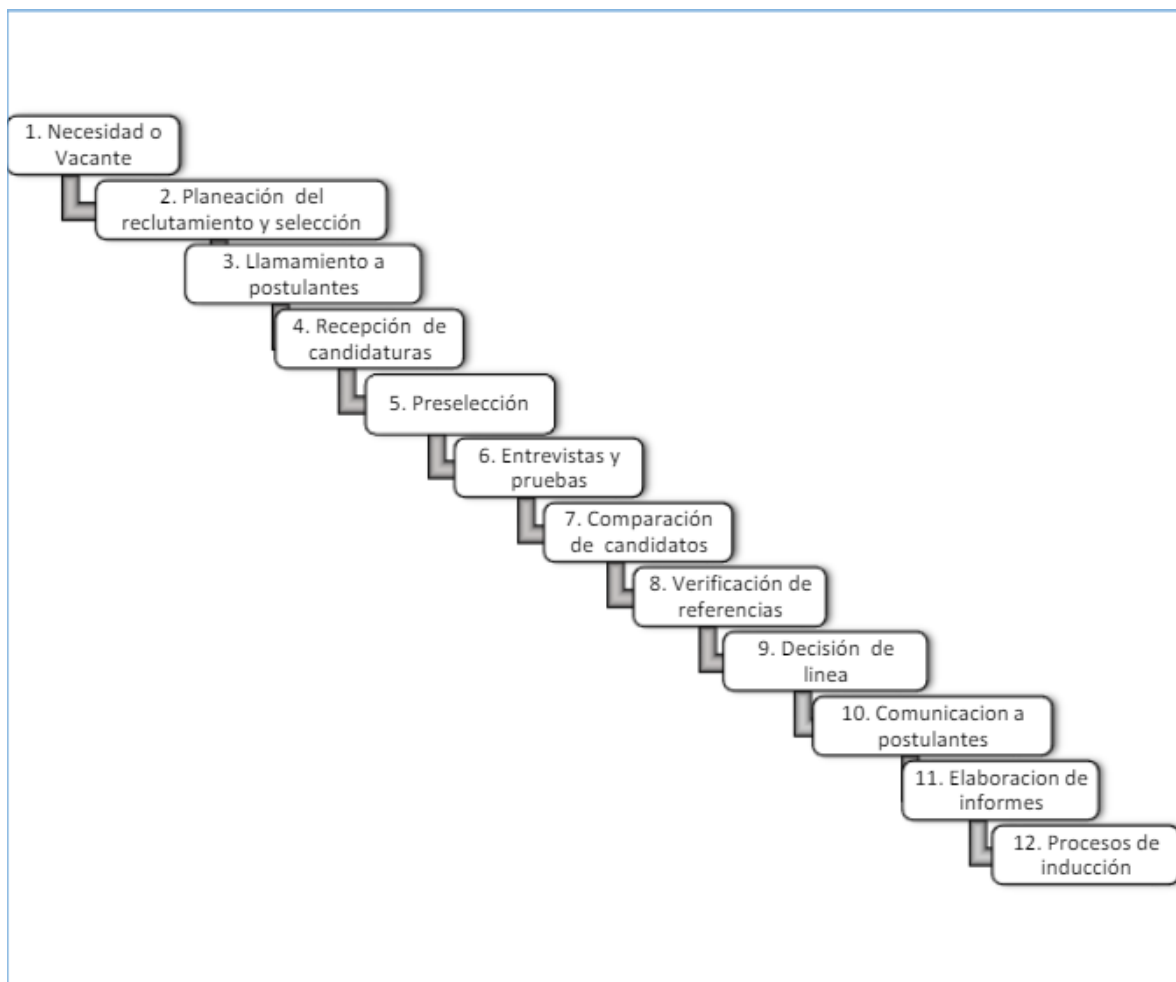 1. Necesidad o
Vacante
2. Planeación del
reclutamiento y selección
3. Llamamiento a
postulantes
4. Recepción de
candidaturas
5. Preselección
6. Entrevistas y
pruebas
7. Comparación
de candidatos
8. Verificación de
referencias
9. Decisión de
linea
10. Comunicacion a
postulantes
11. Elaboracion de
informes
12. Procesos de
inducción